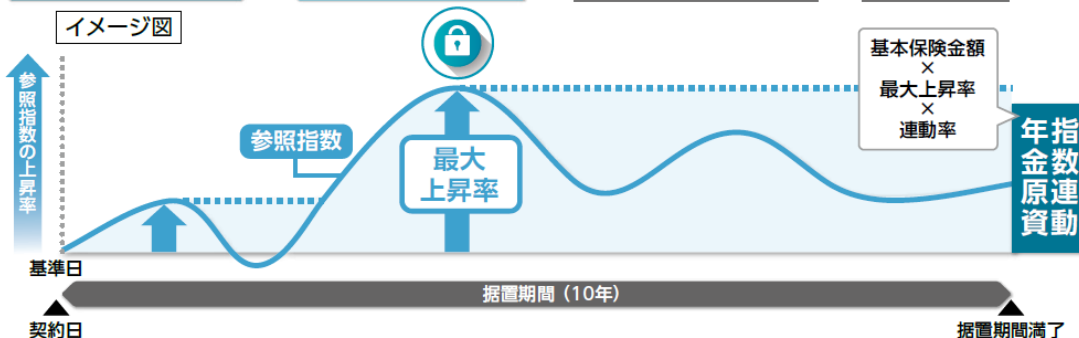 イメージ図
参照指数の上昇率
参照指数
最大
上昇率
基本保険金額
×
最大上昇率
×
連動率
指数連動
年金原資
基準日
据置期間（10年）
契約日
据置期間満了